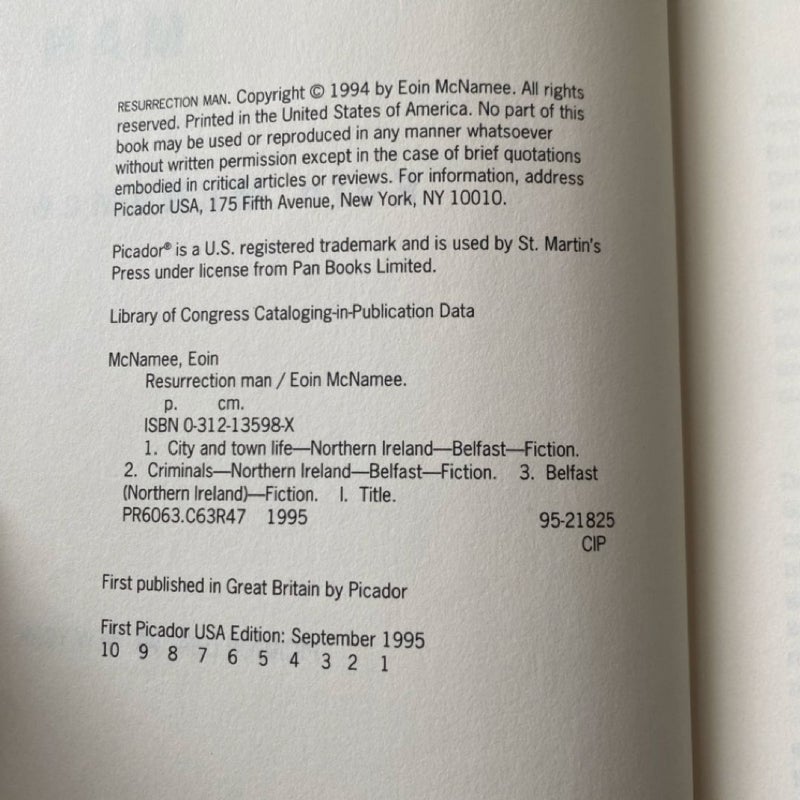 RESURRECTION MAN. Copyright © 1994 by Eoin McNamee. All rights
reserved. Printed in the United States of America. No part of this
book may be used or reproduced in any manner whatsoever
without written permission except in the case of brief quotations
embodied in critical articles or reviews. For information, address
Picador USA, 175 Fifth Avenue, New York, NY 10010.
Picador® is a U.S. registered trademark and is used by St. Martin's
Press under license from Pan Books Limited.
Library of Congress Cataloging-in-Publication Data
McNamee, Eoin
Resurrection man / Eoin McNamee.
p. cm.
ISBN 0-312-13598-X
1. City and town life—Northern Ireland—Belfast—Fiction.
2. Criminals—Northern Ireland—Belfast—Fiction. 3. Belfast
(Northern Ireland)—Fiction. I. Title.
PR6063.C63R47 1995 95-21825
CIP
First published in Great Britain by Picador
First Picador USA Edition: September 1995
10 9 8 7 6 5 4 3 2 1